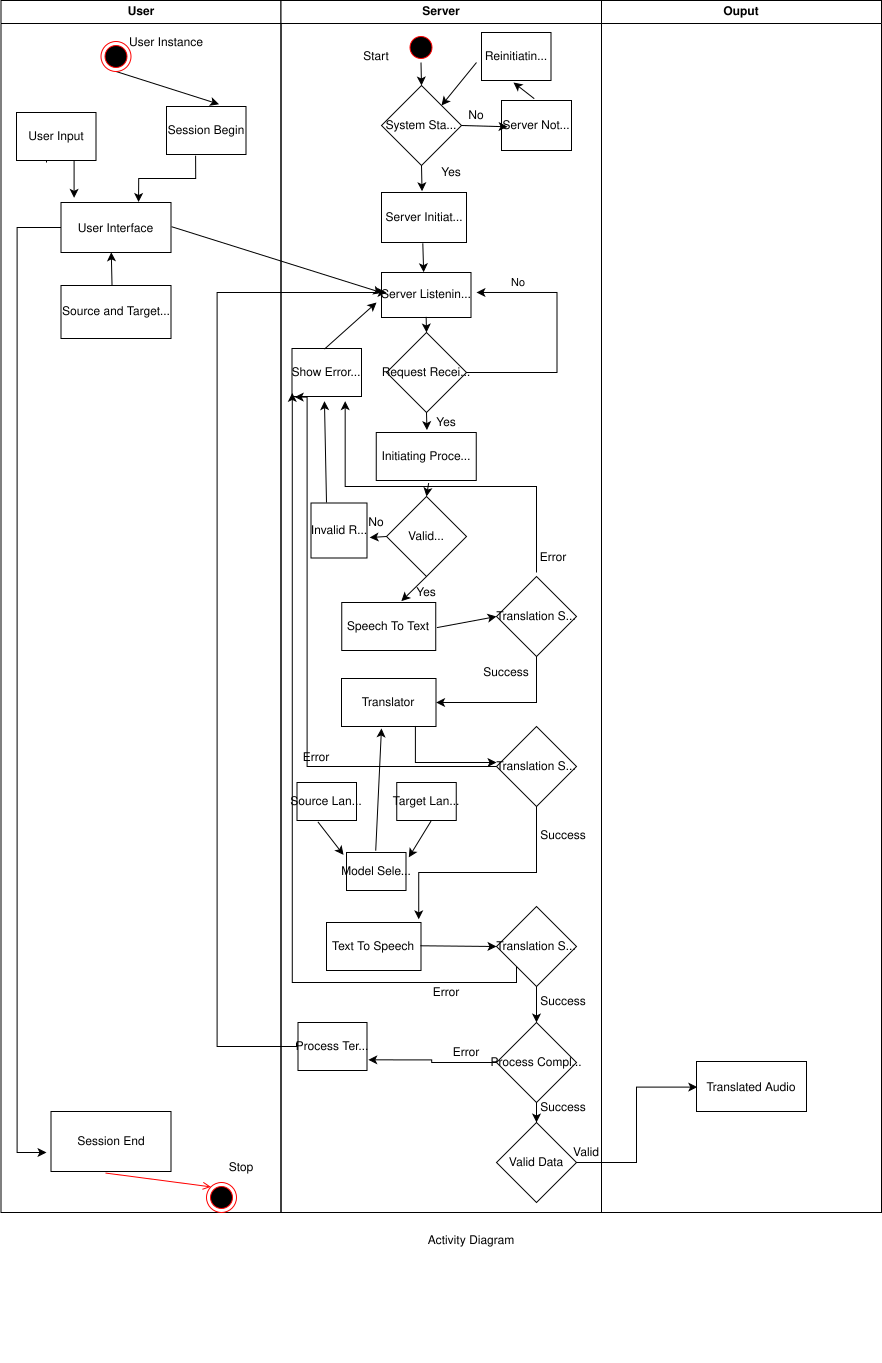 User
Server
Ouput
User Instance
Start
Reinitiatin...
User Input
Session Begin
System Sta...
No
Server Not...
Yes
User Interface
Server Initiat...
Source and Target...
Server Listenin...
No
Show Error...
Request Recei...
Yes
Initiating Proce...
Invalid R...
No
Valid...
Error
Yes
Speech To Text
Translation S...
Success
Translator
Error
Translation S...
Source Lan...
Target Lan...
Success
Model Sele...
Text To Speech
Translation S...
Error
Success
Process Ter...
Error
Process Compl...
Translated Audio
Success
Session End
Valid Data
Valid
Stop
Activity Diagram